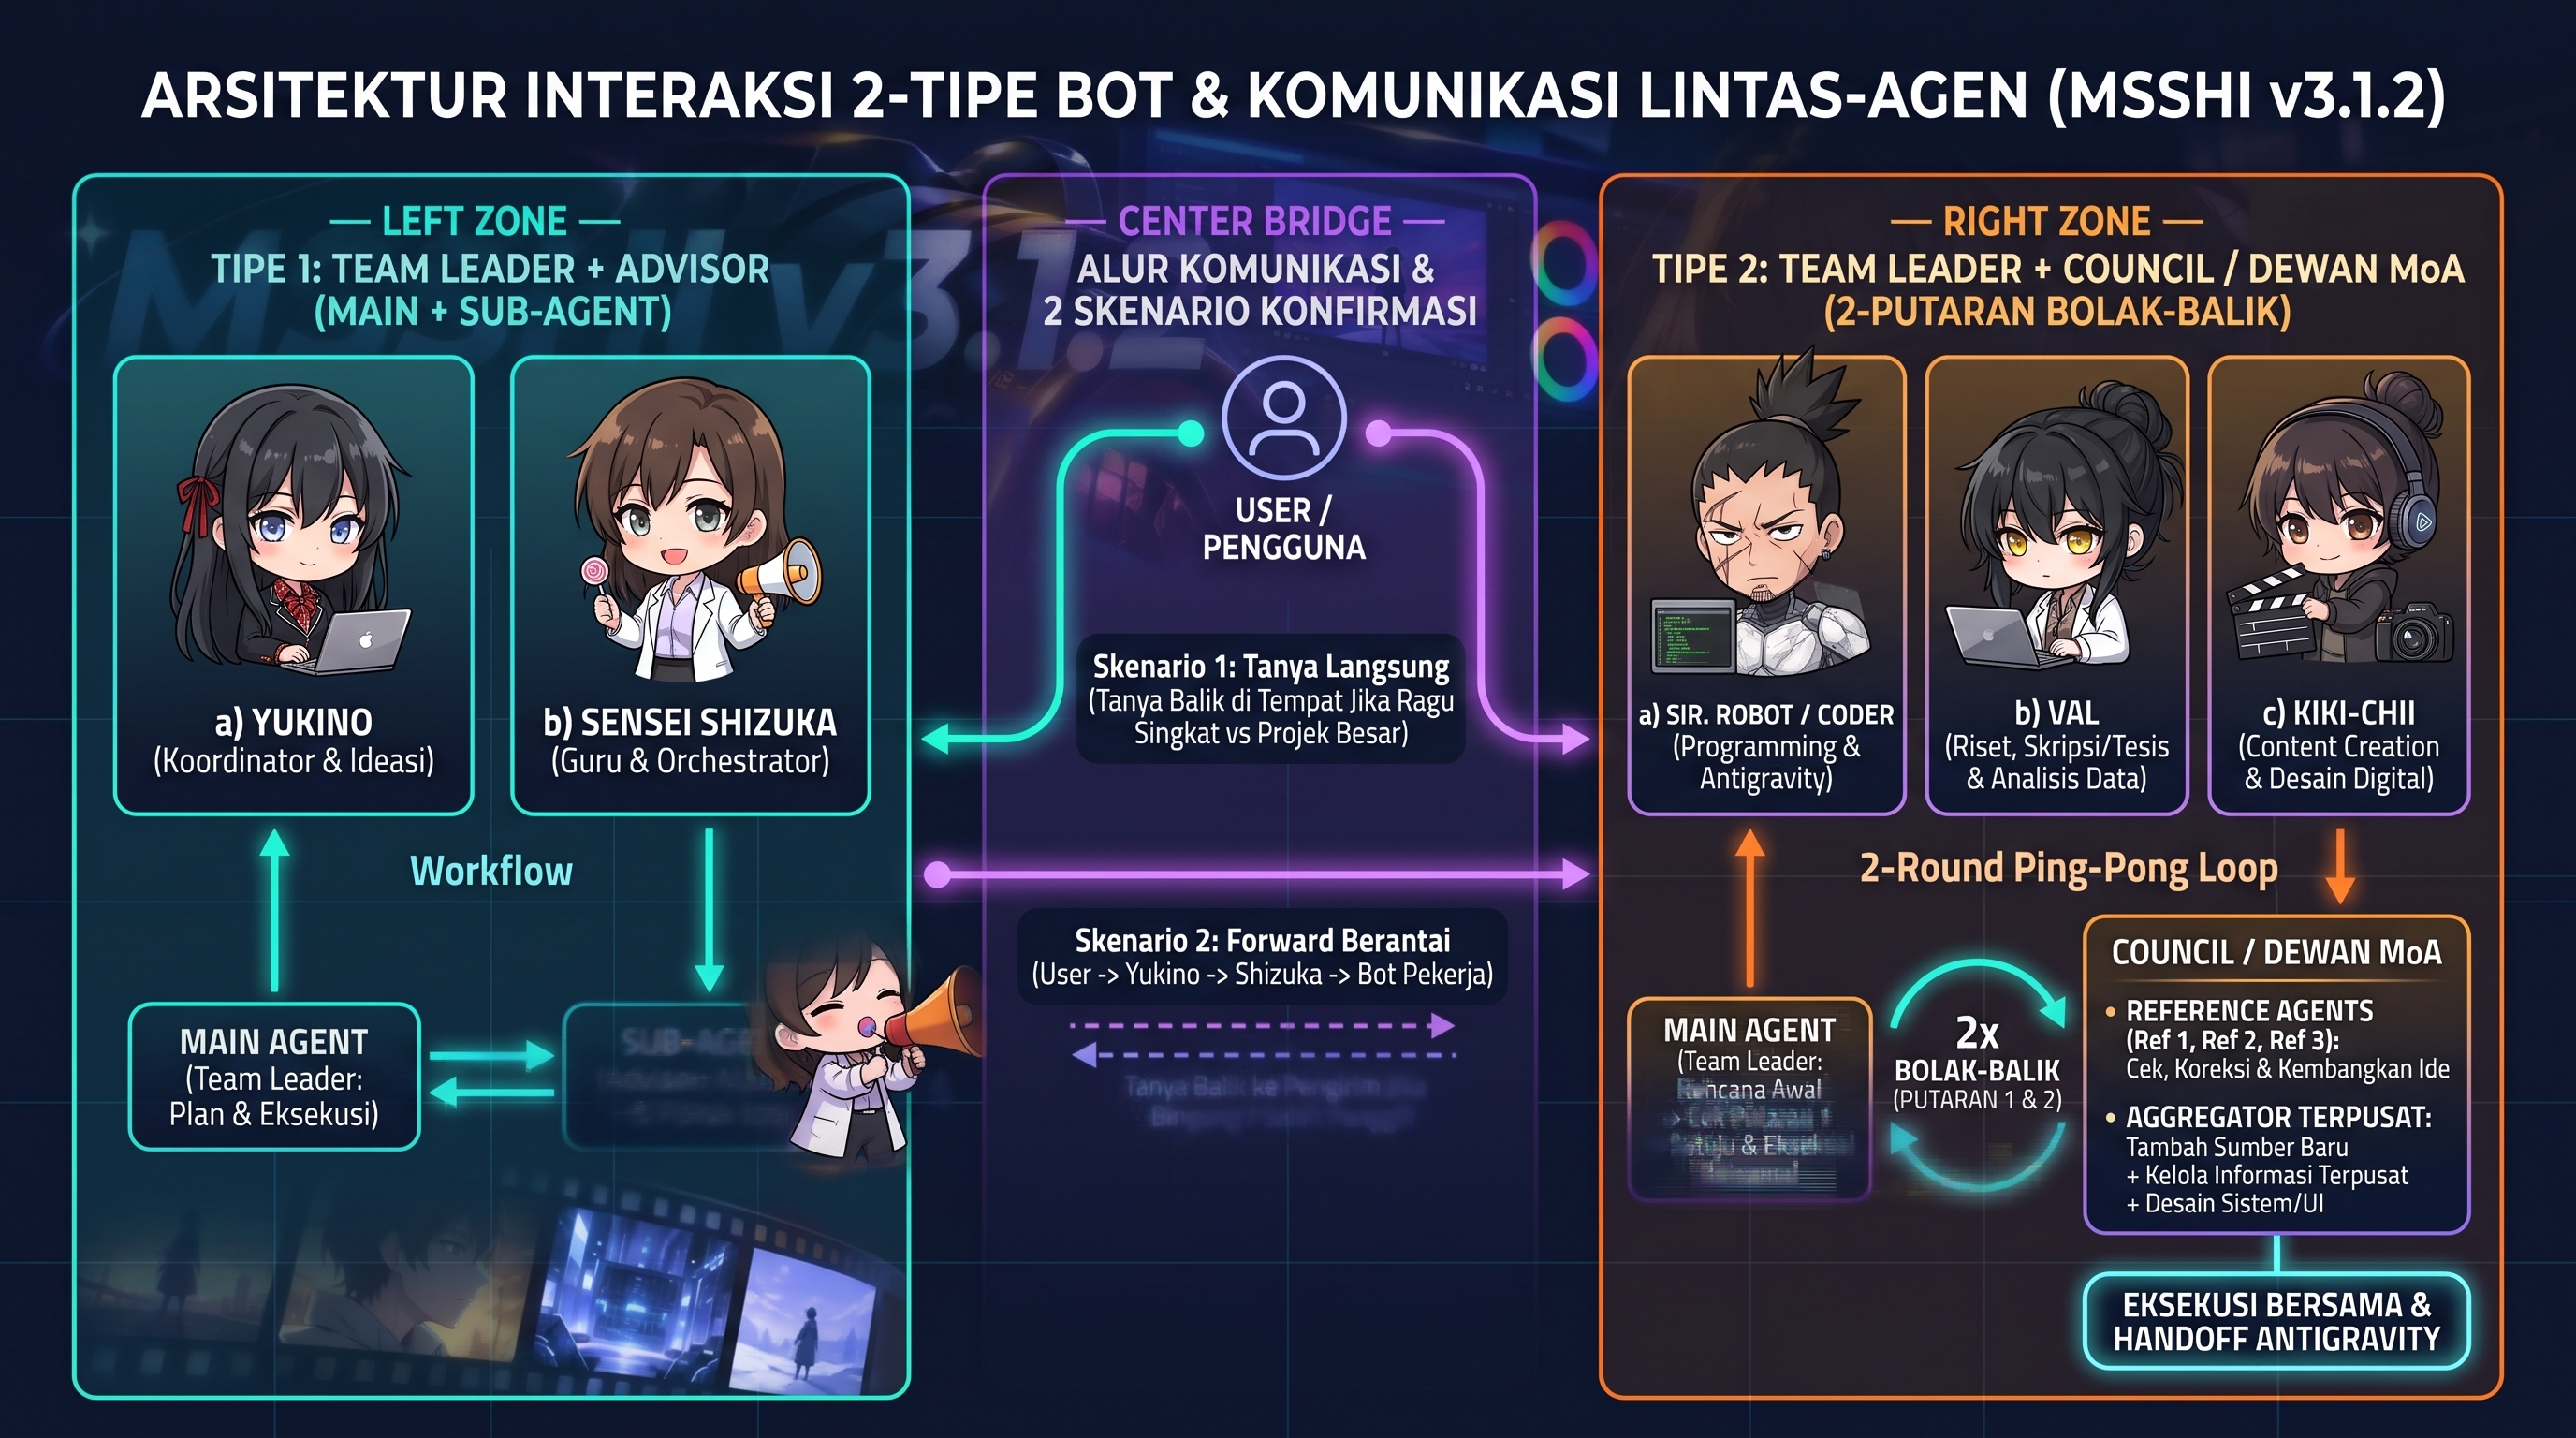 ARSITEKTUR INTERAKSI 2-TIPE BOT & KOMUNIKASI LINTAS-AGEN (MSSHI v3.1.2)
— LEFT ZONE —
TIPE 1: TEAM LEADER + ADVISOR
(MAIN + SUB-AGENT)
a) YUKINO
(Koordinator & Ideasi)
b) SENSEI SHIZUKA
(Guru & Orchestrator)
Workflow
MAIN AGENT
(Team Leader:
Plan & Eksekusi)
— CENTER BRIDGE —
ALUR KOMUNIKASI &
2 SKENARIO KONFIRMASI
USER /
PENGGUNA
Skenario 1: Tanya Langsung
(Tanya Balik di Tempat Jika Ragu
Singkat vs Projek Besar)
Skenario 2: Forward Berantai
(User -> Yukino -> Shizuka -> Bot Pekerja)
Tanya Balik ke Pengirim Jika
— RIGHT ZONE —
TIPE 2: TEAM LEADER + COUNCIL / DEWAN MoA
(2-PUTARAN BOLAK-BALIK)
a) SIR. ROBOT / CODER
(Programming &
Antigravity)
b) VAL
(Riset, Skripsi/Tesis
& Analisis Data)
c) KIKI-CHII
(Content Creation
& Desain Digital)
2-Round Ping-Pong Loop
MAIN AGENT
(Team Leader:
Rencana Awal
2x
BOLAK-BALIK
(PUTARAN 1 & 2)
COUNCIL / DEWAN MoA
• REFERENCE AGENTS
(Ref 1, Ref 2, Ref 3):
Cek, Koreksi & Kembangkan Ide
• AGGREGATOR TERPUSAT:
Tambah Sumber Baru
+ Kelola Informasi Terpusat
+ Desain Sistem/UI
EKSEKUSI BERSAMA &
HANDOFF ANTIGRAVITY